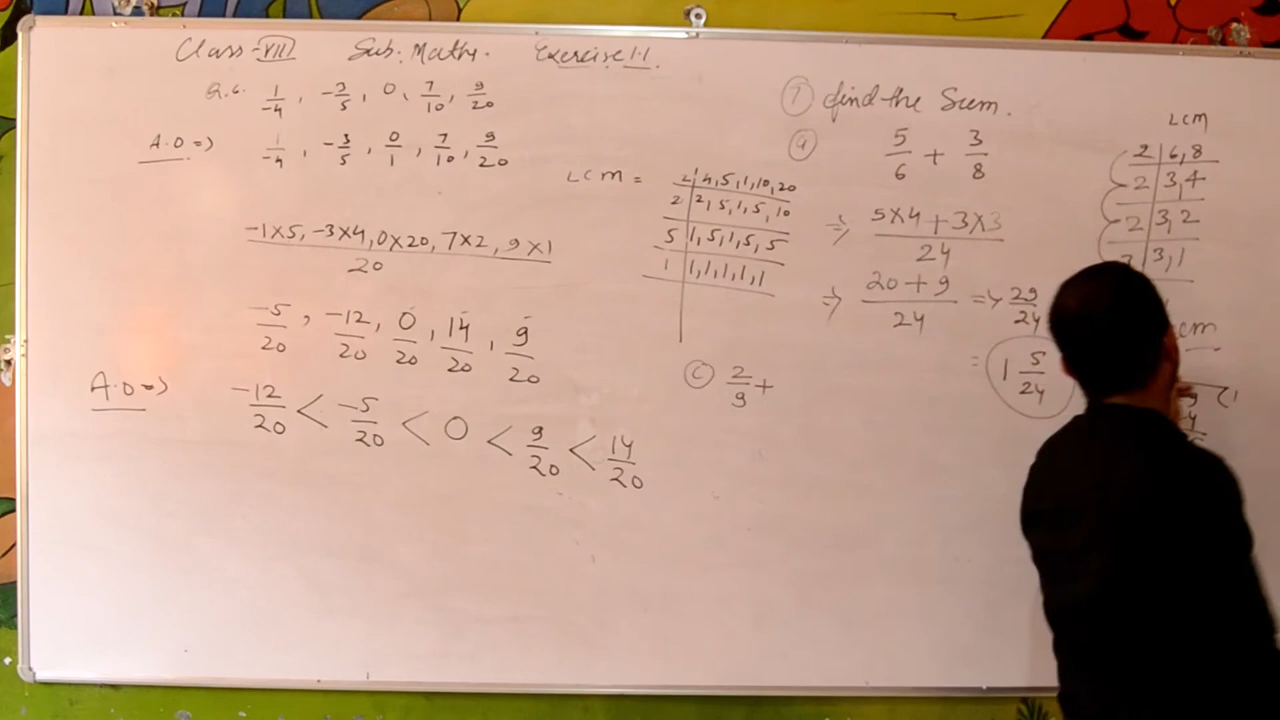 Class-VIII Sub. Maths. Exercise 1.1
Q.6. 1/-4, -3/5, 0, 7/10, 9/20
A.O => 1/-4, -3/5, 0/1, 7/10, 9/20
-1×5, -3×4, 0×20, 7×2, 9×1 / 20
-5/20, -12/20, 0/20, 14/20, 9/20
A.O => -12/20 < -5/20 < 0 < 9/20 < 14/20
LCM =
2 | 4,5,1,10,20
2 | 2,5,1,5,10
5 | 1,5,1,5,5
1 | 1,1,1,1,1
7 find the Sum.
a 5/6 + 3/8
=> 5×4+3×3 / 24
=> 20+9 / 24 => 29/24
= 1 5/24
c 2/9 +
LCM
2 | 6,8
2 | 3,4
2 | 3,2
3,1
cm